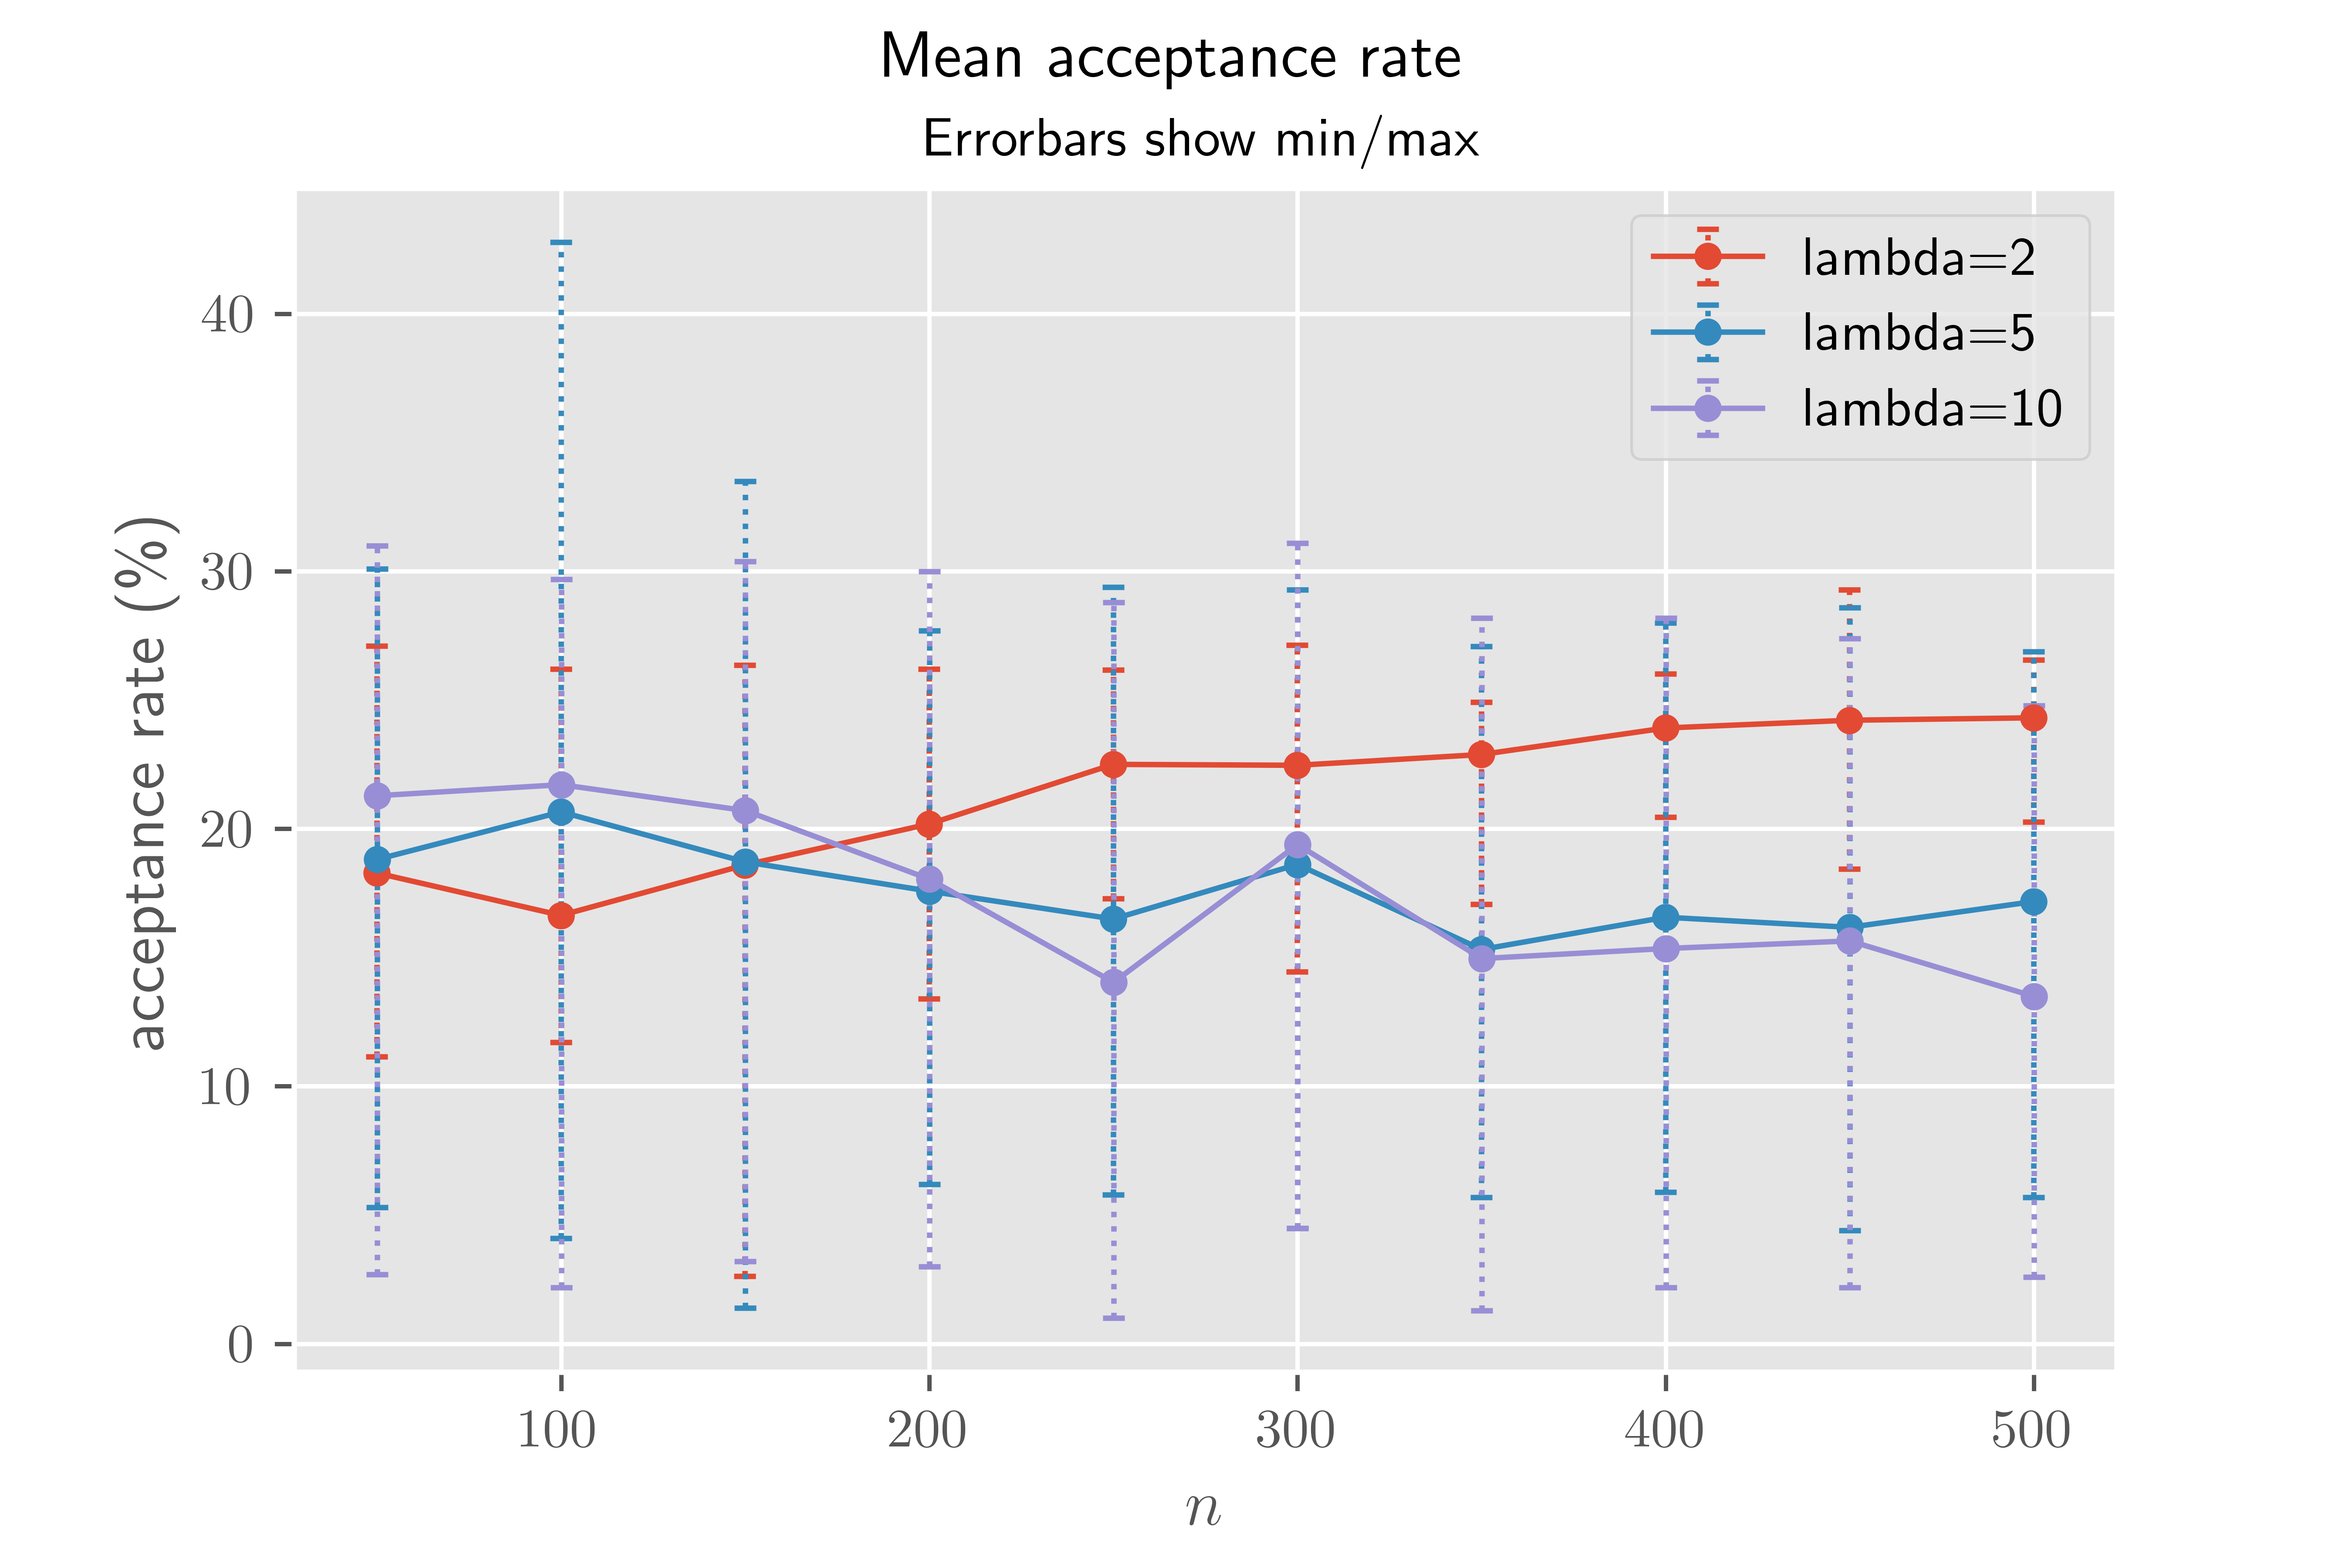 Mean acceptance rate
Errorbars show min/max
lambda=2
lambda=5
lambda=10
acceptance rate (%)
40
30
20
10
0
100 200 300 400 500
n